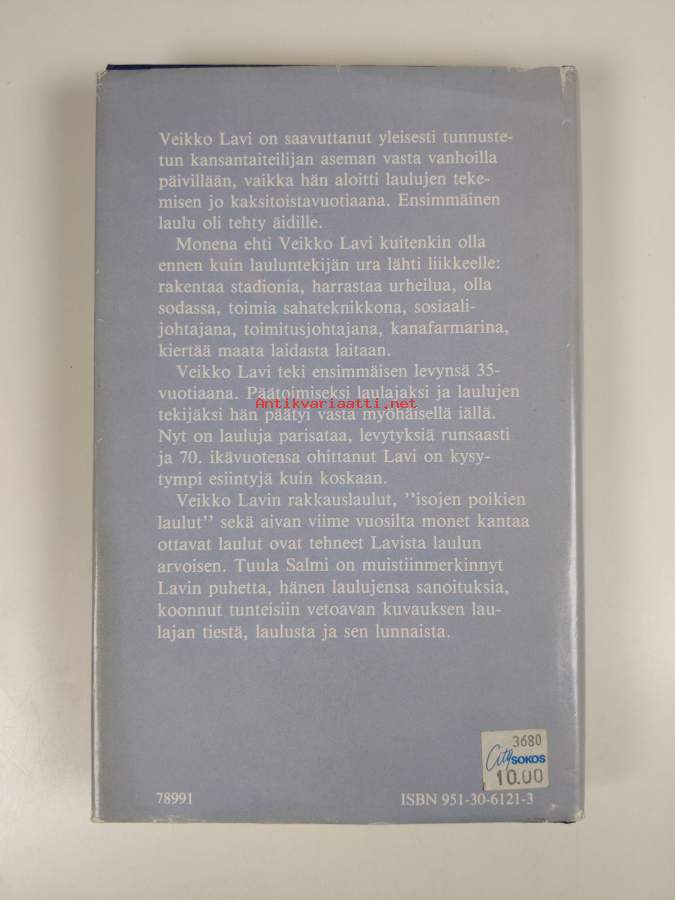 Veikko Lavi on saavuttanut yleisesti tunnuste-
tun kansantaiteilijan aseman vasta vanhoilla
päivillään, vaikka hän aloitti laulujen teke-
misen jo kaksitoistavuotiaana. Ensimmäinen
laulu oli tehty äidille.
Monena ehti Veikko Lavi kuitenkin olla
ennen kuin lauluntekijän ura lähti liikkeelle:
rakentaa stadionia, harrastaa urheilua, olla
sodassa, toimia sahateknikkona, sosiaali-
johtajana, toimitusjohtajana, kanafarmarina,
kiertää maata laidasta laitaan.
Veikko Lavi teki ensimmäisen levynsä 35-
vuotiaana. Päätoimiseksi laulajaksi ja laulujen
Antikvariaatti.net
tekijäksi hän päätyi vasta myöhäisellä iällä.
Nyt on lauluja parisataa, levytyksiä runsaasti
ja 70. ikävuotensa ohittanut Lavi on kysy-
tympi esiintyjä kuin koskaan.
Veikko Lavin rakkauslaulut, ''isojen poikien
laulut'' sekä aivan viime vuosilta monet kantaa
ottavat laulut ovat tehneet Lavista laulun
arvoisen. Tuula Salmi on muistiinmerkinnyt
Lavin puhetta, hänen laulujensa sanoituksia,
koonnut tunteisiin vetoavan kuvauksen lau-
lajan tiestä, laulusta ja sen lunnaista.
3680
City SOKOS
10.00
78991
ISBN 951-30-6121-3